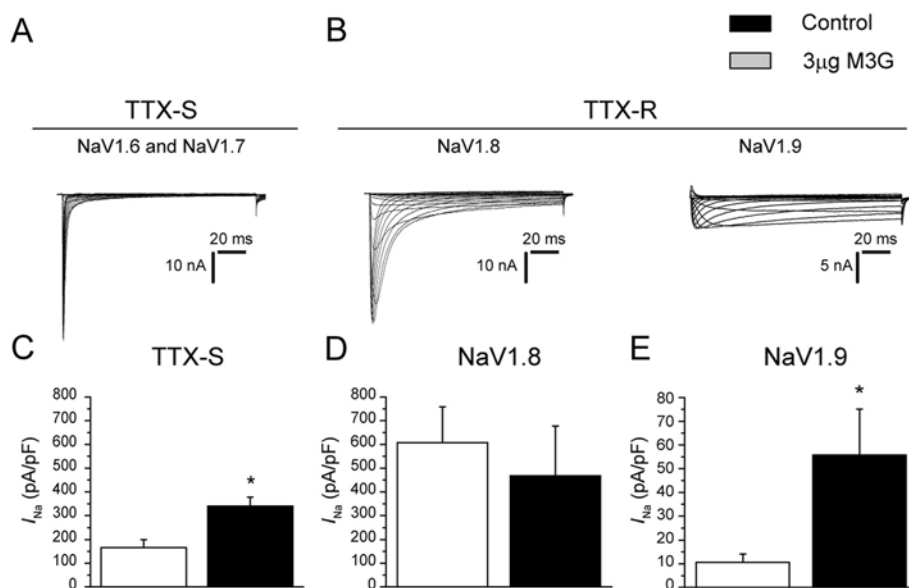 A
B
Control
3µg M3G
TTX-S
TTX-R
NaV1.6 and NaV1.7
NaV1.8
NaV1.9
20 ms
10 nA
20 ms
10 nA
20 ms
5 nA
C
TTX-S
D
NaV1.8
E
NaV1.9
800
700
600
500
400
300
200
100
0
I Na (pA/pF)
*
800
700
600
500
400
300
200
100
0
I Na (pA/pF)
80
70
60
50
40
30
20
10
0
I Na (pA/pF)
*